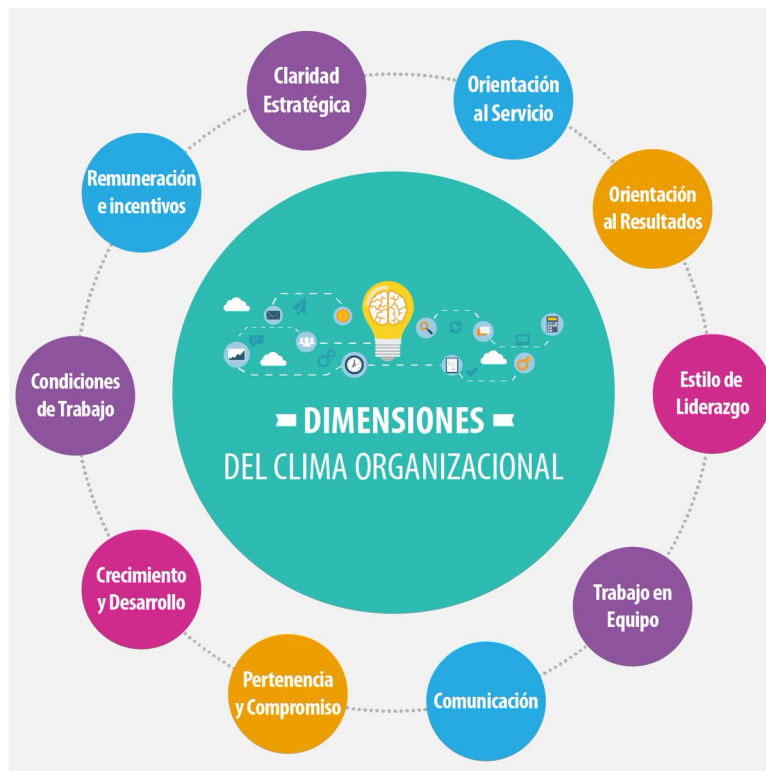 Claridad
Estratégica
Orientación
al Servicio
Orientación
al Resultados
Estilo de
Liderazgo
Trabajo en
Equipo
Comunicación
Pertenencia
y Compromiso
Crecimiento
y Desarrollo
Condiciones
de Trabajo
Remuneración
e incentivos
DIMENSIONES
DEL CLIMA ORGANIZACIONAL